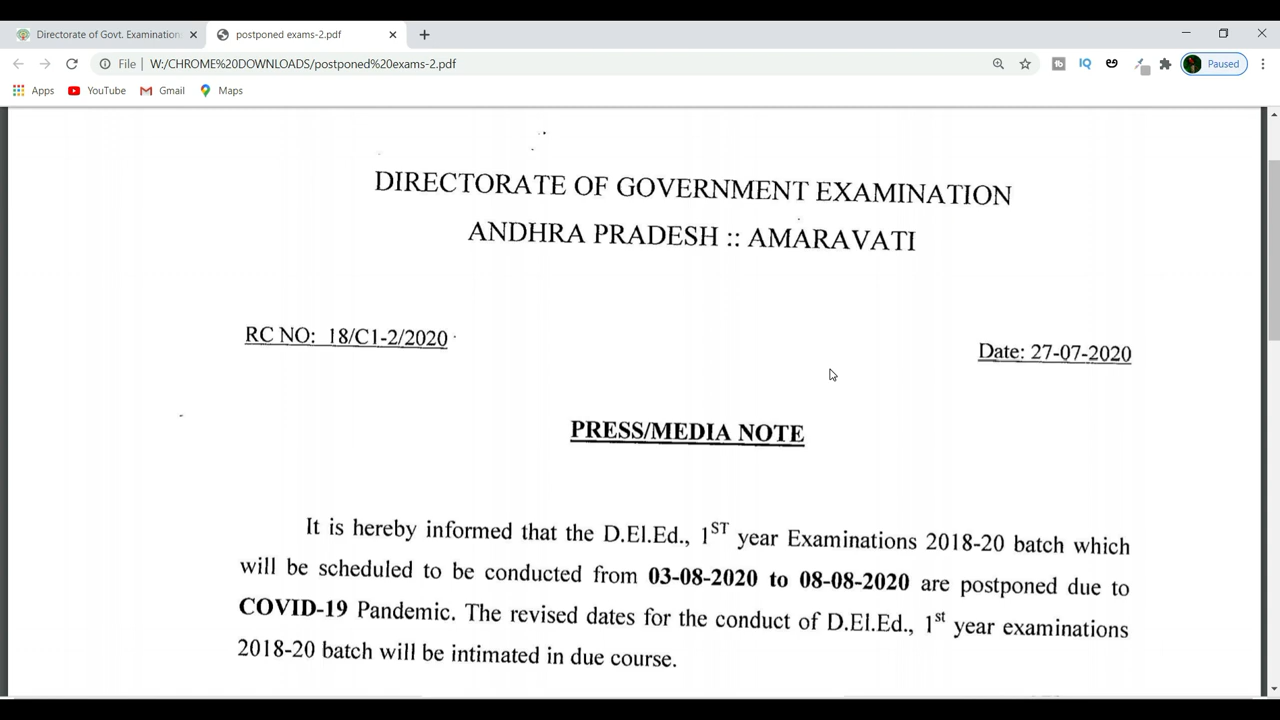 Directorate of Govt. Examination
postponed exams-2.pdf
File | W:/CHROME%20DOWNLOADS/postponed%20exams-2.pdf
IQ
Paused
Apps
YouTube
Gmail
Maps
DIRECTORATE OF GOVERNMENT EXAMINATION
ANDHRA PRADESH :: AMARAVATI
RC NO: 18/C1-2/2020
Date: 27-07-2020
PRESS/MEDIA NOTE
It is hereby informed that the D.El.Ed., 1ST year Examinations 2018-20 batch which
will be scheduled to be conducted from 03-08-2020 to 08-08-2020 are postponed due to
COVID-19 Pandemic. The revised dates for the conduct of D.El.Ed., 1st year examinations
2018-20 batch will be intimated in due course.